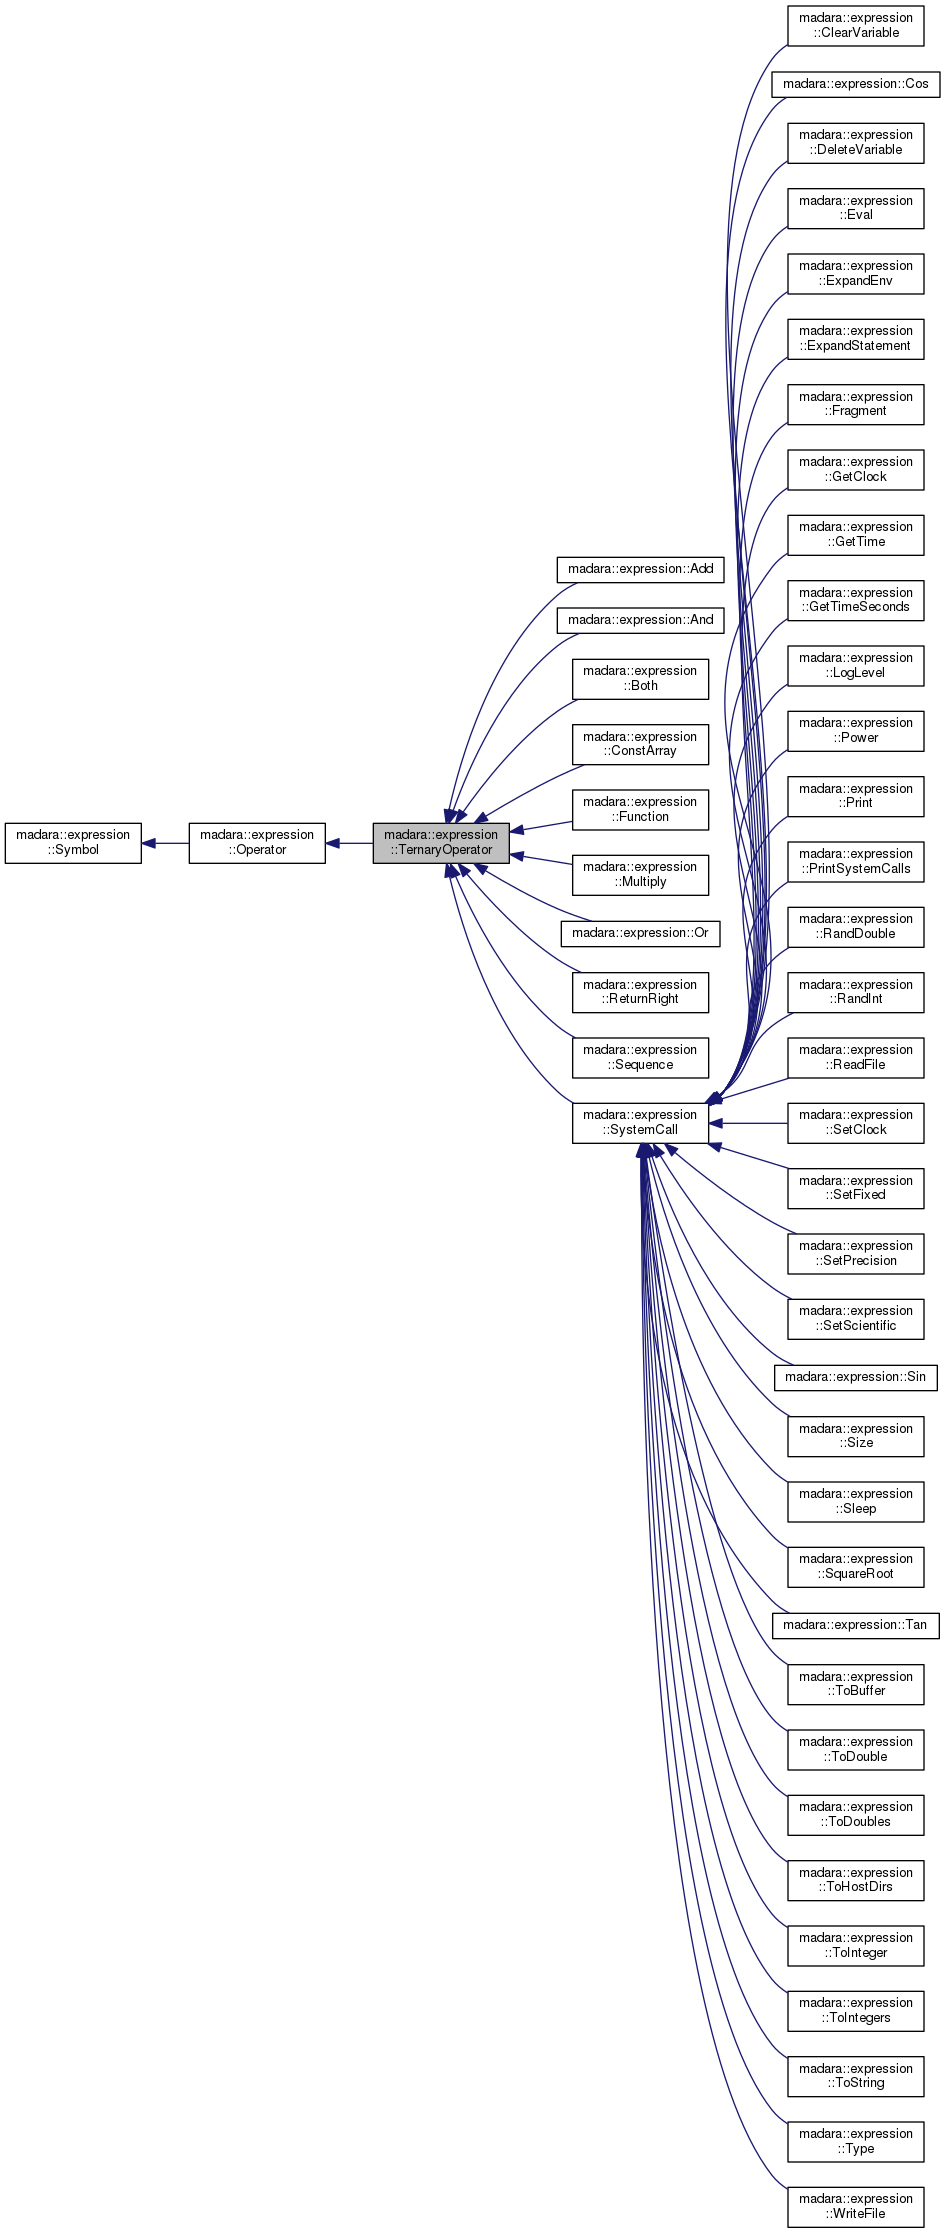 madara::expression
::Symbol
madara::expression
::Operator
madara::expression
::TernaryOperator
madara::expression::Add
madara::expression::And
madara::expression
::Both
madara::expression
::ConstArray
madara::expression
::Function
madara::expression
::Multiply
madara::expression::Or
madara::expression
::ReturnRight
madara::expression
::Sequence
madara::expression
::SystemCall
madara::expression
::ClearVariable
madara::expression::Cos
madara::expression
::DeleteVariable
madara::expression
::Eval
madara::expression
::ExpandEnv
madara::expression
::ExpandStatement
madara::expression
::Fragment
madara::expression
::GetClock
madara::expression
::GetTime
madara::expression
::GetTimeSeconds
madara::expression
::LogLevel
madara::expression
::Power
madara::expression
::Print
madara::expression
::PrintSystemCalls
madara::expression
::RandDouble
madara::expression
::RandInt
madara::expression
::ReadFile
madara::expression
::SetClock
madara::expression
::SetFixed
madara::expression
::SetPrecision
madara::expression
::SetScientific
madara::expression::Sin
madara::expression
::Size
madara::expression
::Sleep
madara::expression
::SquareRoot
madara::expression::Tan
madara::expression
::ToBuffer
madara::expression
::ToDouble
madara::expression
::ToDoubles
madara::expression
::ToHostDirs
madara::expression
::ToInteger
madara::expression
::ToIntegers
madara::expression
::ToString
madara::expression
::Type
madara::expression
::WriteFile